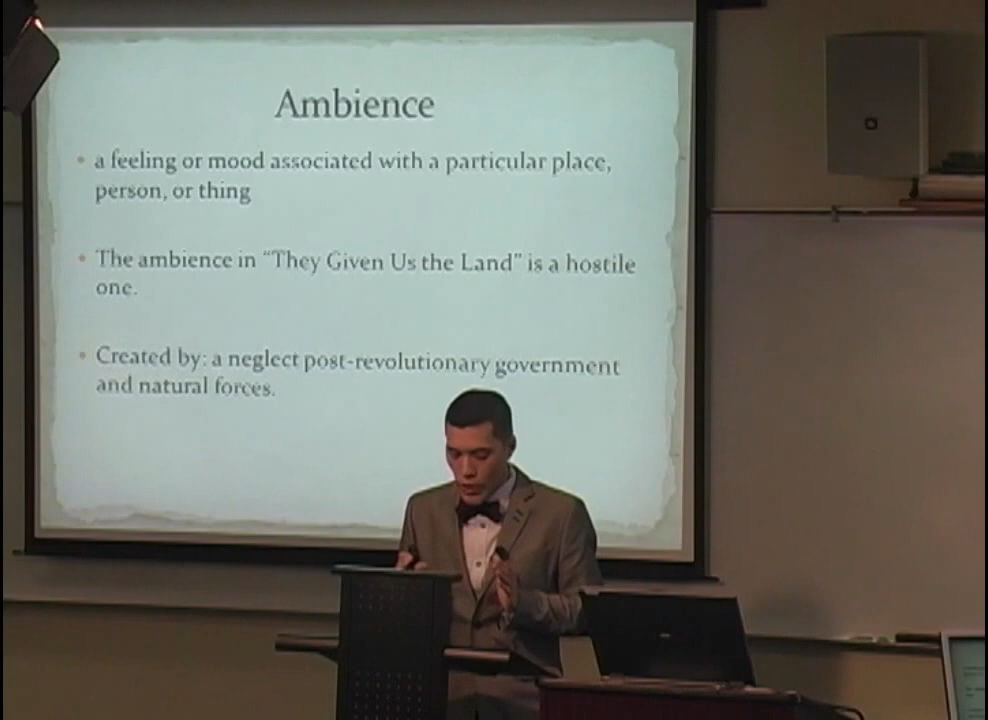 Ambience
• a feeling or mood associated with a particular place,
person, or thing
• The ambience in “They Given Us the Land” is a hostile
one.
• Created by: a neglect post-revolutionary government
and natural forces.